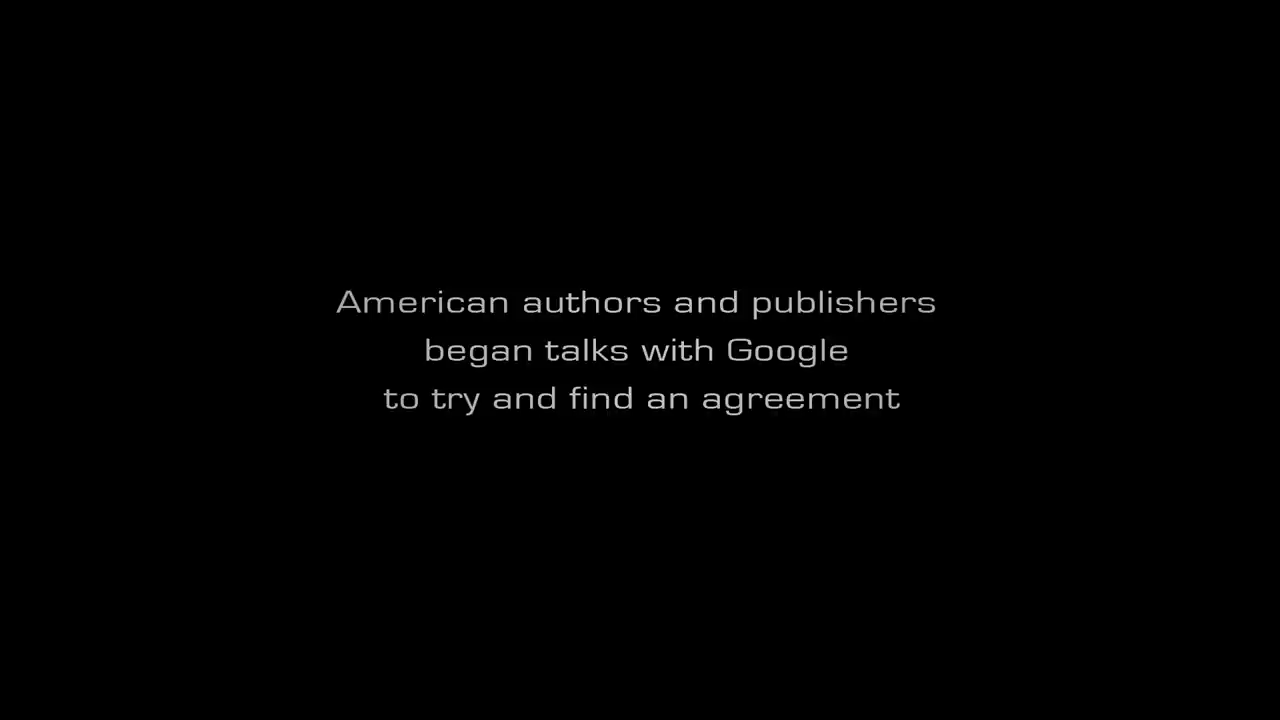 American authors and publishers
began talks with Google
to try and find an agreement